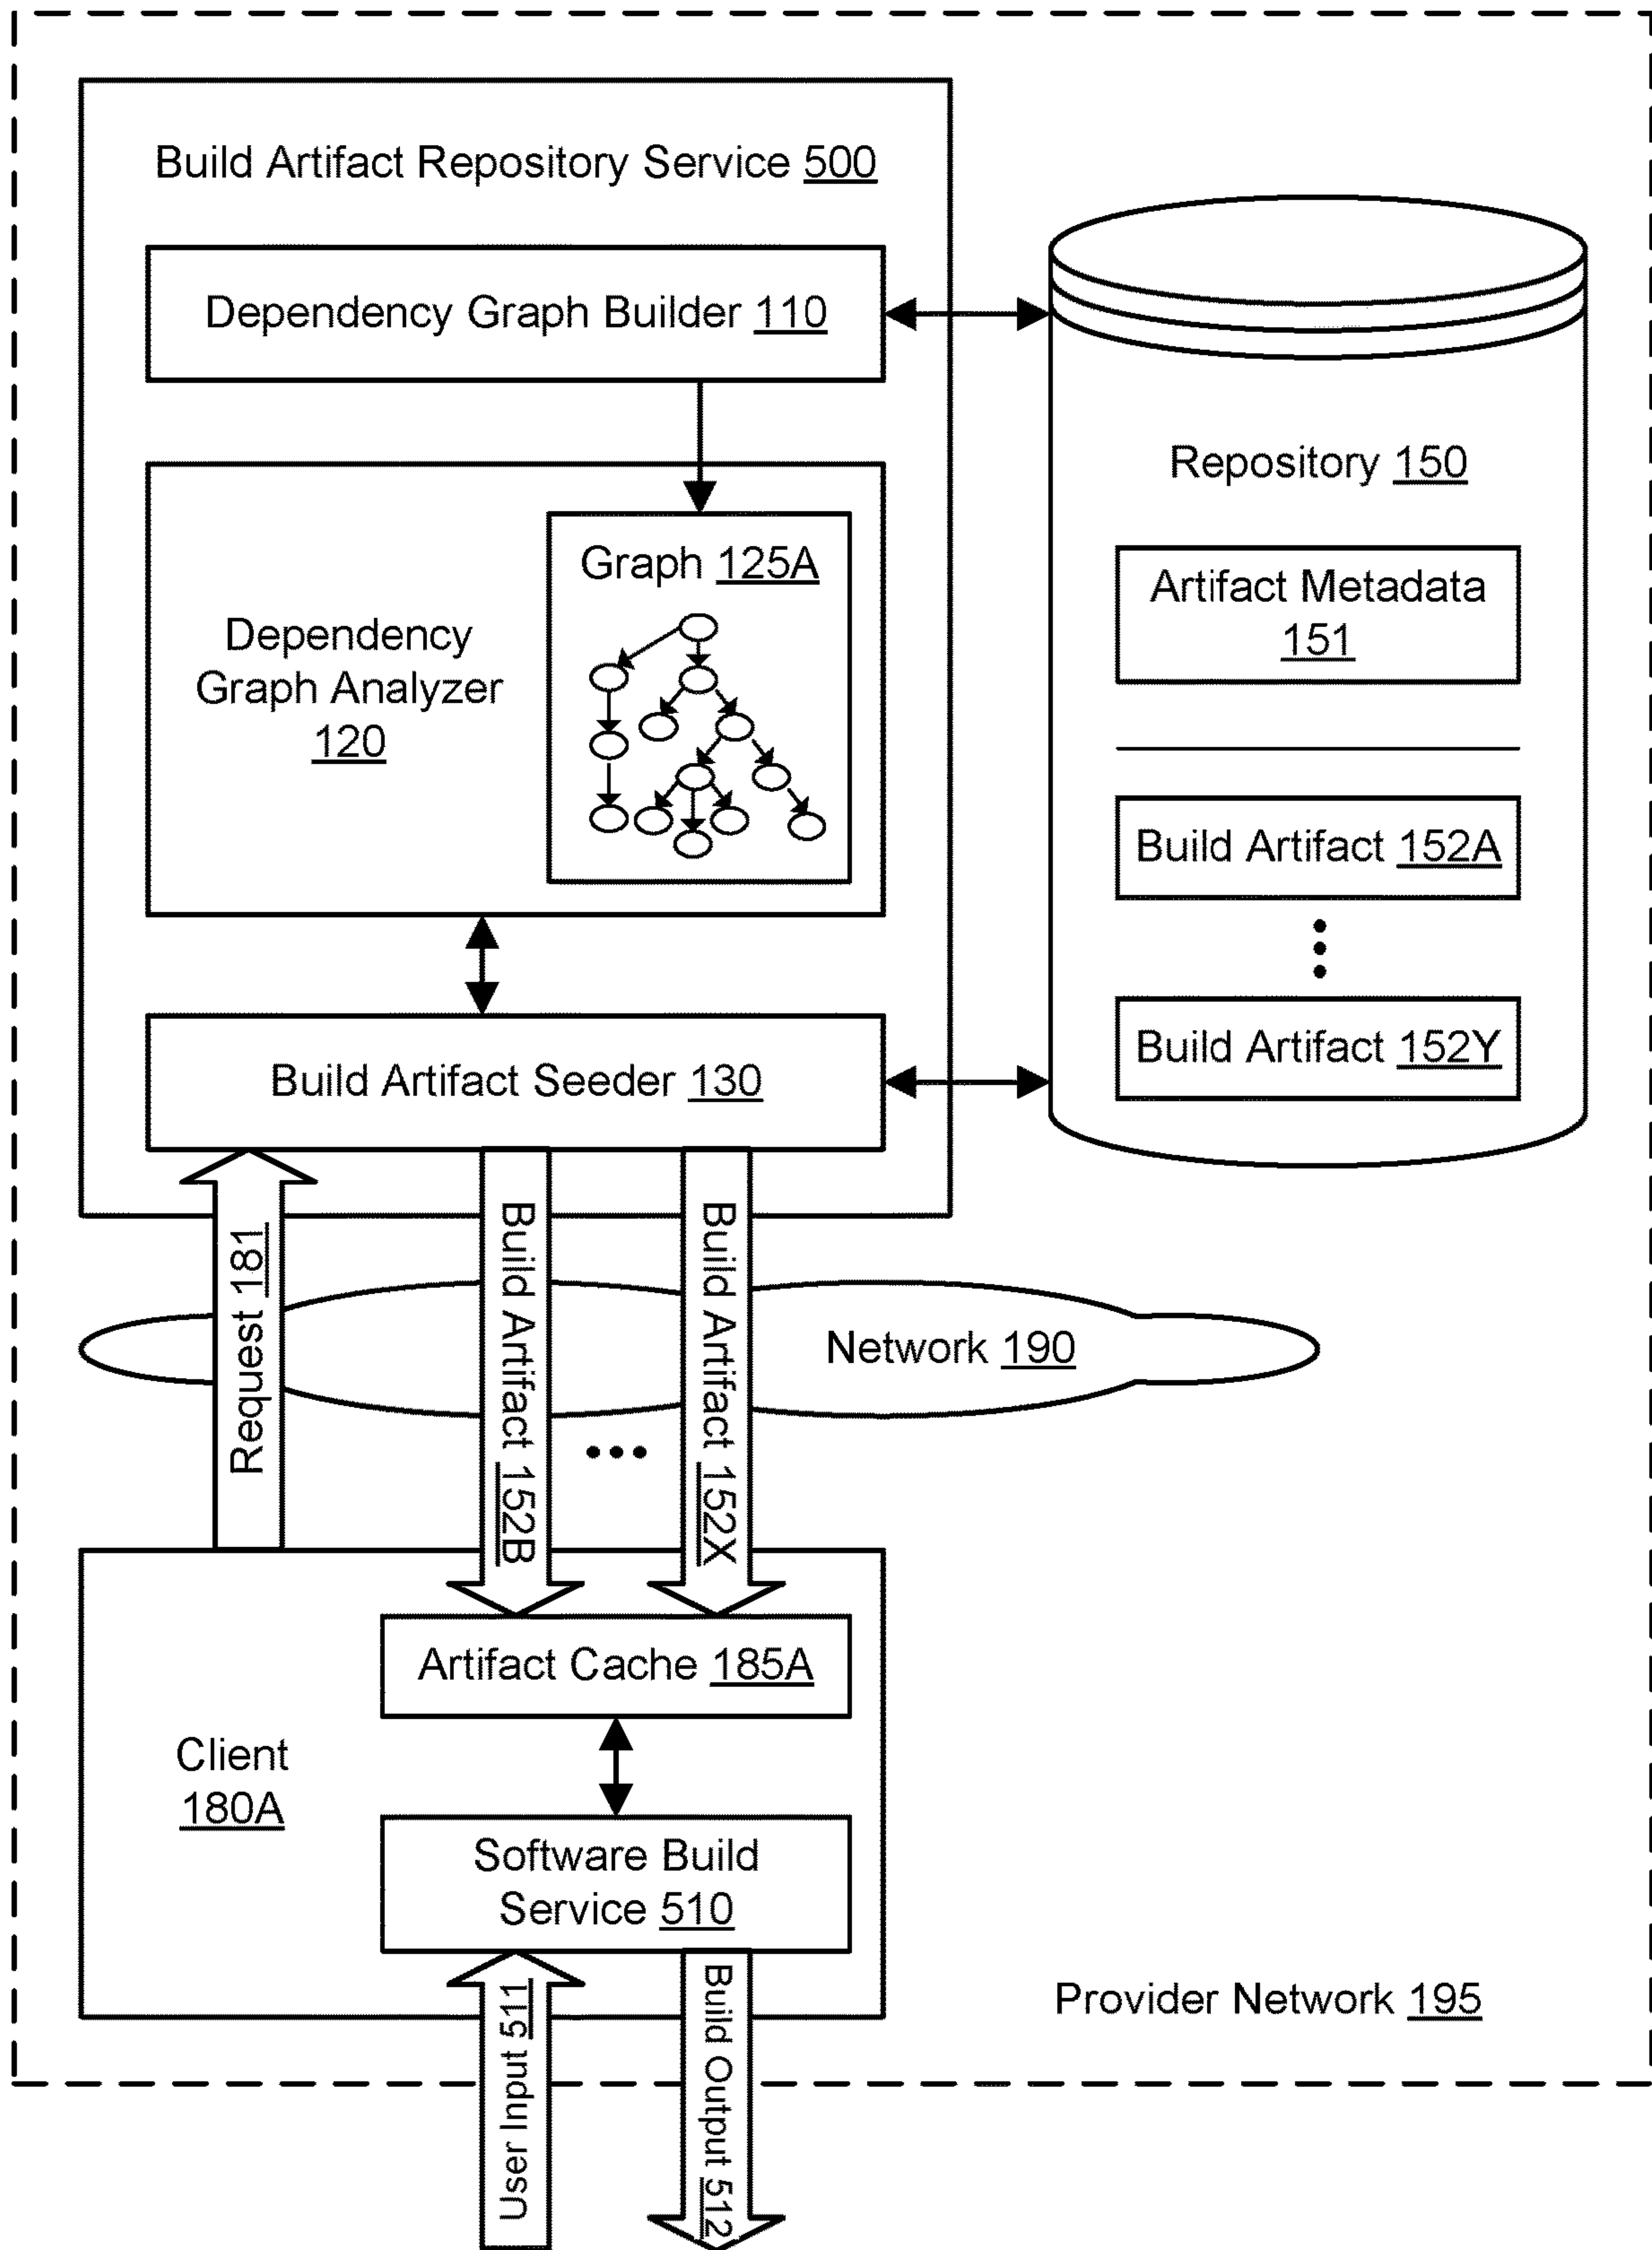 Build Artifact Repository Service 500
Dependency Graph Builder 110
Repository 150
Graph 125A
Artifact Metadata
151
Dependency
Graph Analyzer
120
Build Artifact 152A
Build Artifact 152Y
Build Artifact Seeder 130
Request 181
Build Artifact 152B
Build Artifact 152X
Network 190
Artifact Cache 185A
Client
180A
Software Build
Service 510
User Input 511
Build Output 512
Provider Network 195